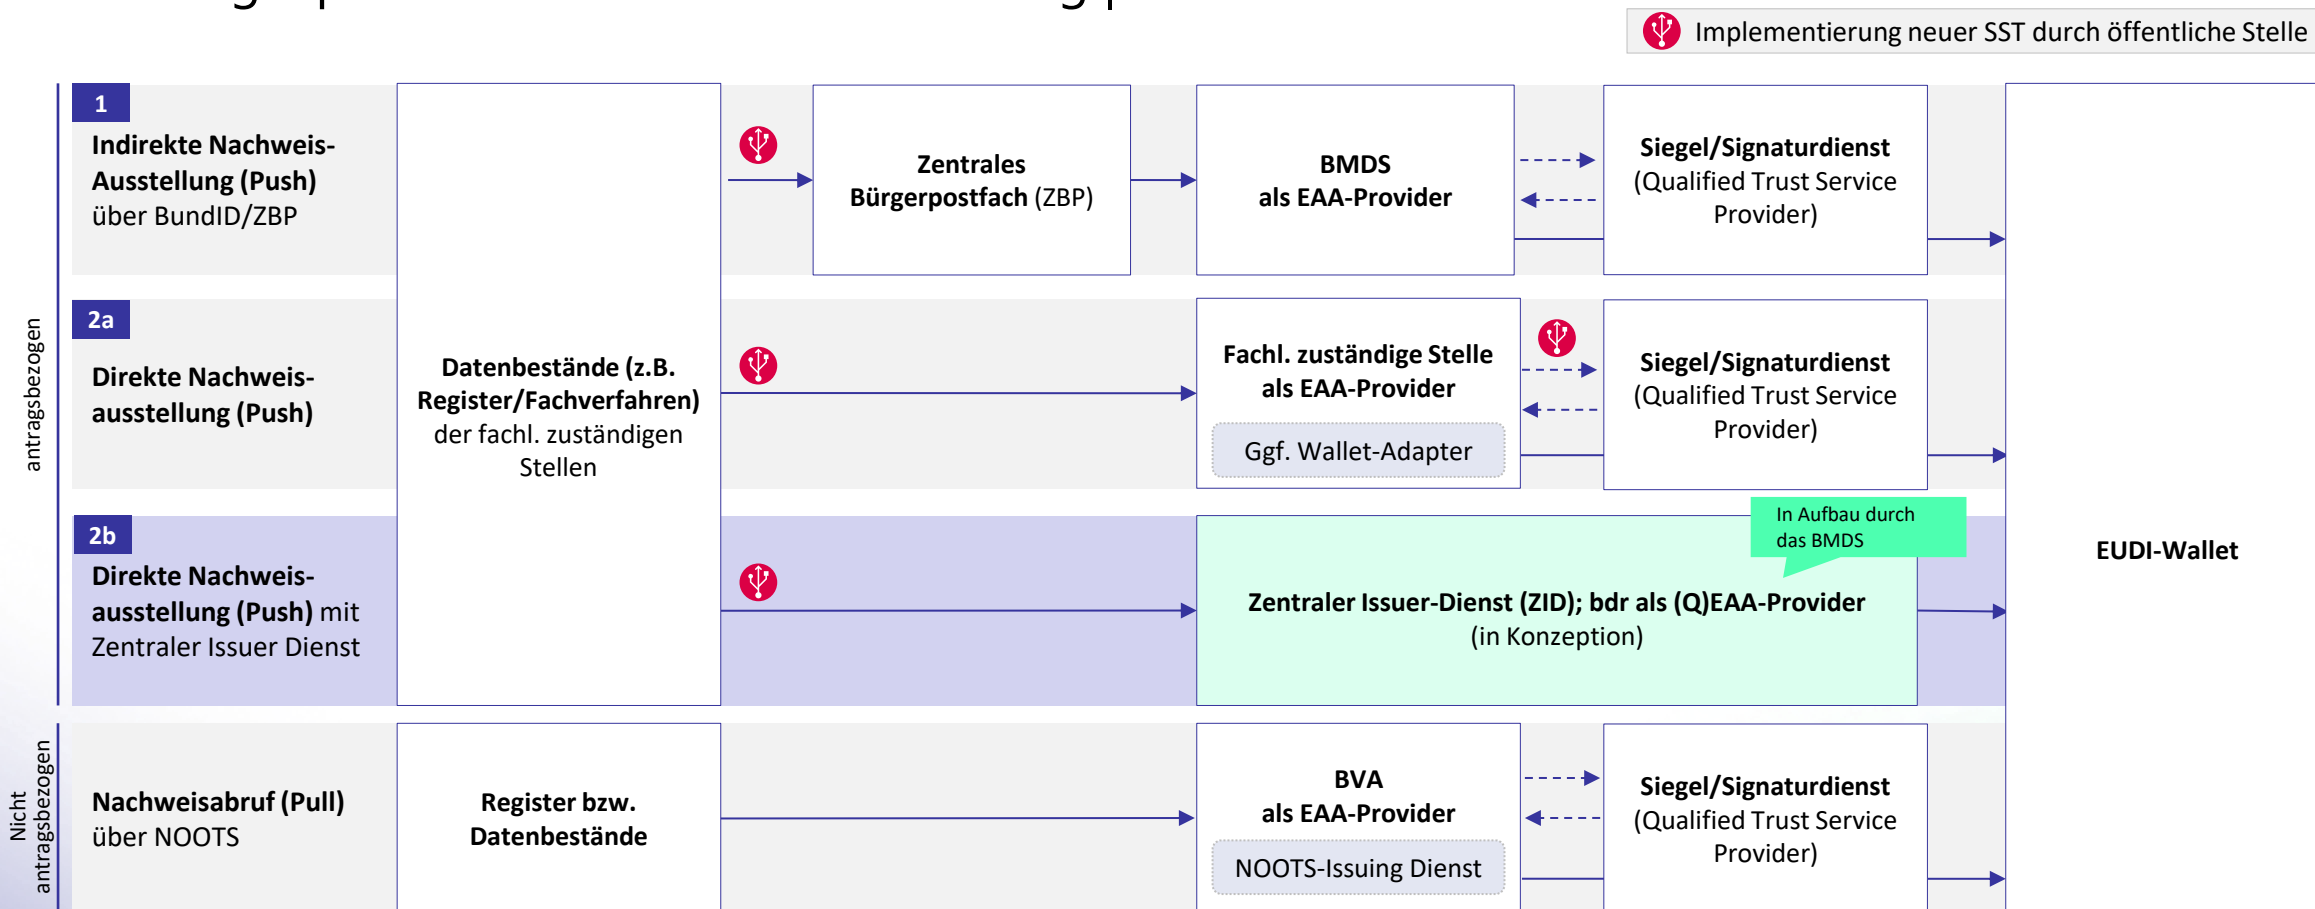 Implementierung neuer SST durch öffentliche Stelle
antragsbezogen
1
Indirekte Nachweis-
Ausstellung (Push)
über BundID/ZBP
Zentrales
Bürgerpostfach (ZBP)
BMDS
als EAA-Provider
Siegel/Signaturdienst
(Qualified Trust Service
Provider)
2a
Direkte Nachweis-
ausstellung (Push)
Datenbestände (z.B.
Register/Fachverfahren)
der fachl. zuständigen
Stellen
Fachl. zuständige Stelle
als EAA-Provider
Ggf. Wallet-Adapter
Siegel/Signaturdienst
(Qualified Trust Service
Provider)
2b
Direkte Nachweis-
ausstellung (Push) mit
Zentraler Issuer Dienst
In Aufbau durch
das BMDS
Zentraler Issuer-Dienst (ZID); bdr als (Q)EAA-Provider
(in Konzeption)
EUDI-Wallet
Nicht
antragsbezogen
Nachweisabruf (Pull)
über NOOTS
Register bzw.
Datenbestände
BVA
als EAA-Provider
NOOTS-Issuing Dienst
Siegel/Signaturdienst
(Qualified Trust Service
Provider)